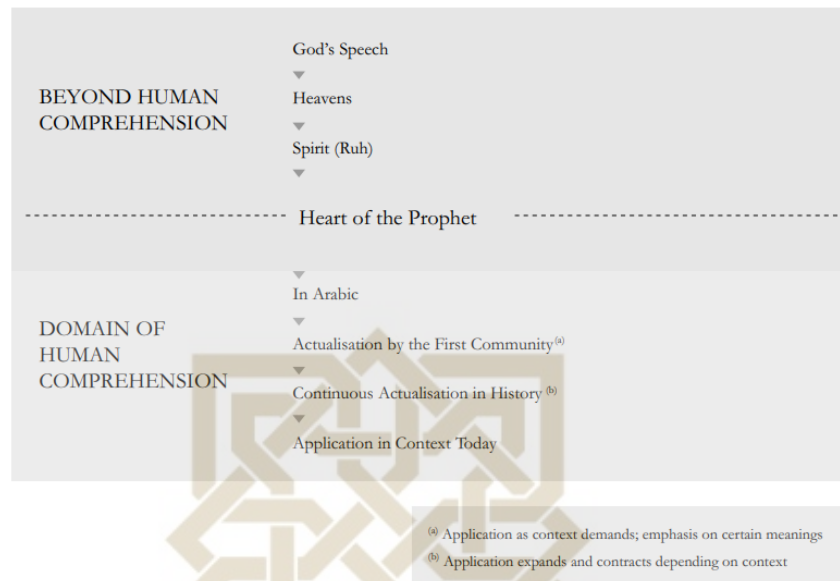 God's Speech
Heavens
BEYOND HUMAN
COMPREHENSION
Spirit (Ruh)
Heart of the Prophet
In Arabic
DOMAIN OF
HUMAN
COMPREHENSION
Actualisation by the First Community (a)
Continuous Actualisation in History (b)
Application in Context Today
(a) Application as context demands; emphasis on certain meanings
(b) Application expands and contracts depending on context